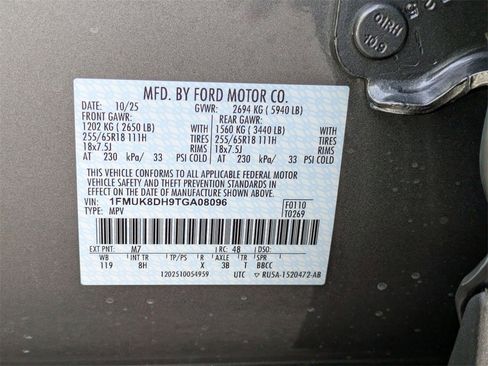 MFD. BY FORD MOTOR CO.
DATE: 10/25 GVWR: 2694 KG ( 5940 LB)
FRONT GAWR: REAR GAWR:
1202 KG ( 2650 LB) WITH 1560 KG ( 3440 LB) WITH
255/65R18 111H TIRES 255/65R18 111H TIRES
18x7.5J RIMS 18x7.5J RIMS
AT 230 kPa/ 33 PSI COLD AT 230 kPa/ 33 PSI COLD
THIS VEHICLE CONFORMS TO ALL APPLICABLE FEDERAL MOTOR
VEHICLE SAFETY AND THEFT PREVENTION STANDARDS IN
EFFECT ON THE DATE OF MANUFACTURE SHOWN ABOVE.
VIN: 1FMUK8DH9TGA08096 F0110
TYPE: MPV T0269
EXT PNT: M7 RC: 48 DSO:
WB INT TR TP/PS R AXLE TR SPR
119 8H X 3B T BBCC
1202510054959 UTC RU5A-1520472-AB
OIRH
10.9